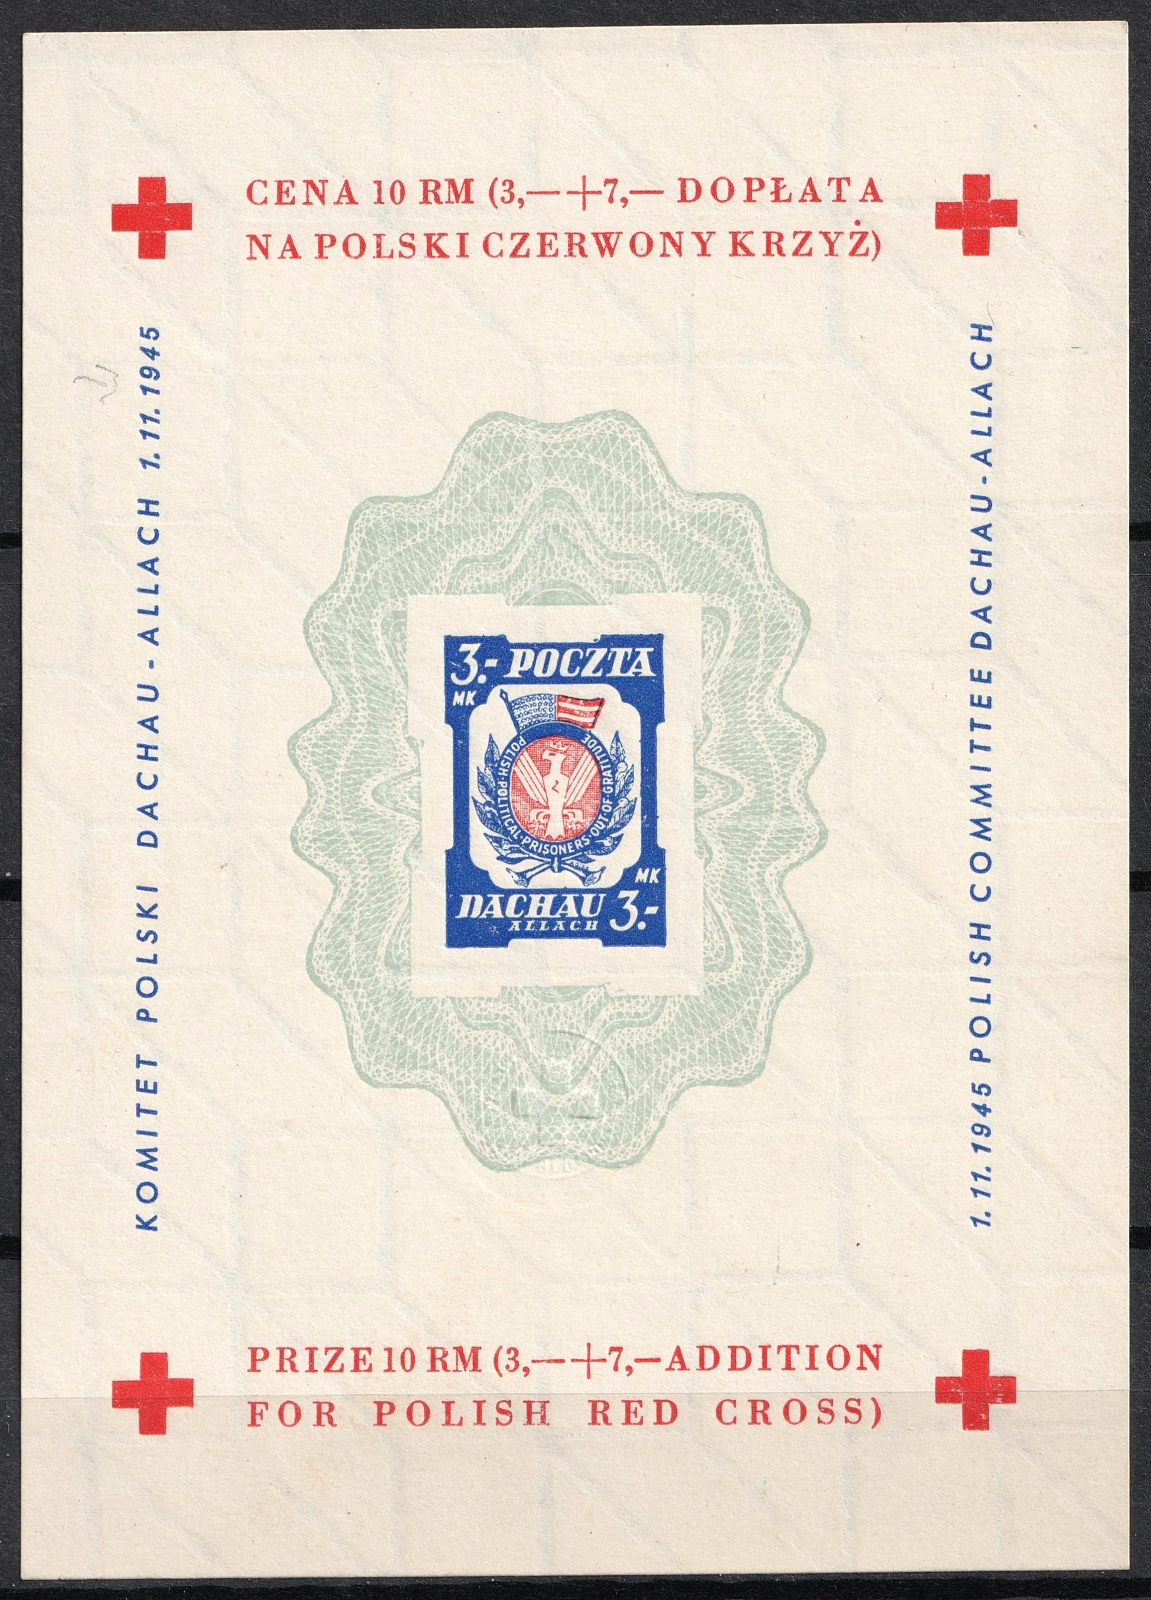 CENA 10 RM (3,—+7,— DOPŁATA
NA POLSKI CZERWONY KRZYŻ)
KOMITET POLSKI DACHAU - ALLACH 1.11.1945
1.11.1945 POLISH COMMITTEE DACHAU-ALLACH
3.- POCZTA
MK
POLISH·POLITICAL·PRISONERS·OUT·OF·GRATITUDE
MK
DACHAU 3.-
ALLACH
PRIZE 10 RM (3,—+7,—ADDITION
FOR POLISH RED CROSS)